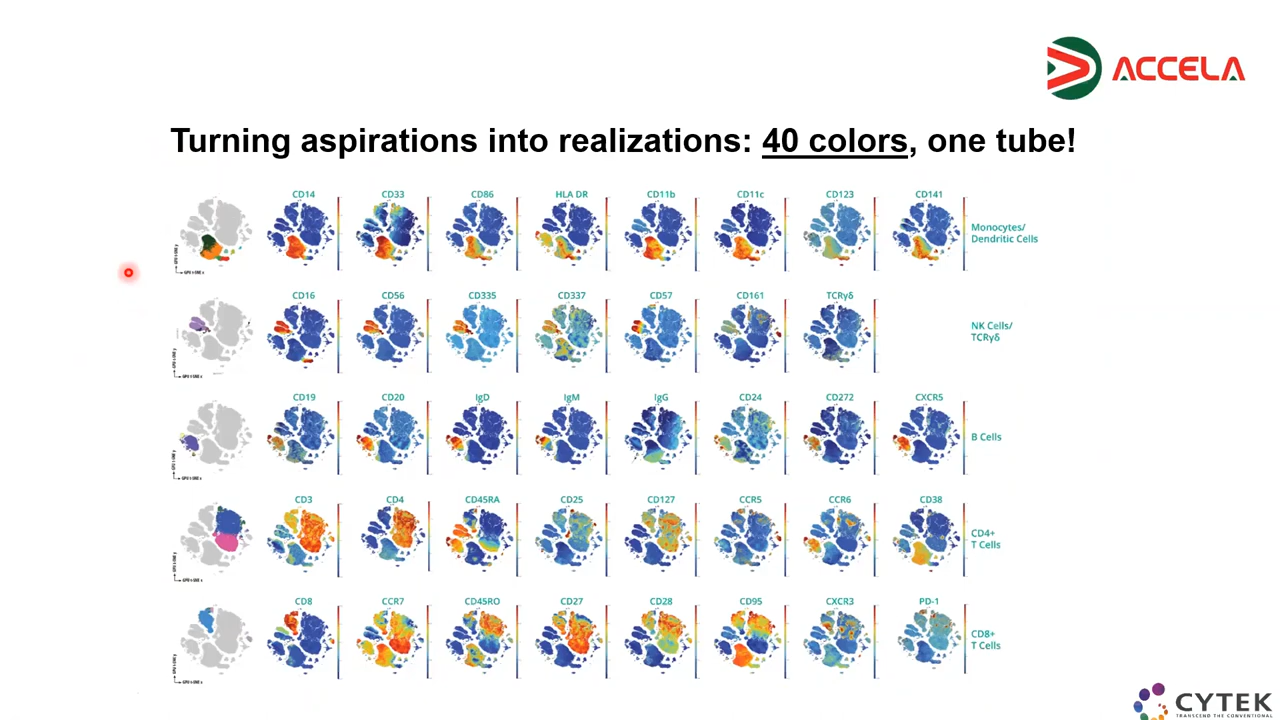 ACCELA
Turning aspirations into realizations: 40 colors, one tube!
CD14 CD33 CD86 HLA DR CD11b CD11c CD123 CD141
Monocytes/
Dendritic Cells
CD16 CD56 CD335 CD337 CD57 CD161 TCRγδ
NK Cells/
TCRγδ
CD19 CD20 IgD IgM IgG CD24 CD272 CXCR5
B Cells
CD3 CD4 CD45RA CD25 CD127 CCR5 CCR6 CD38
CD4+
T Cells
CD8 CCR7 CD45RO CD27 CD28 CD95 CXCR3 PD-1
CD8+
T Cells
CYTEK
TRANSCEND THE CONVENTIONAL